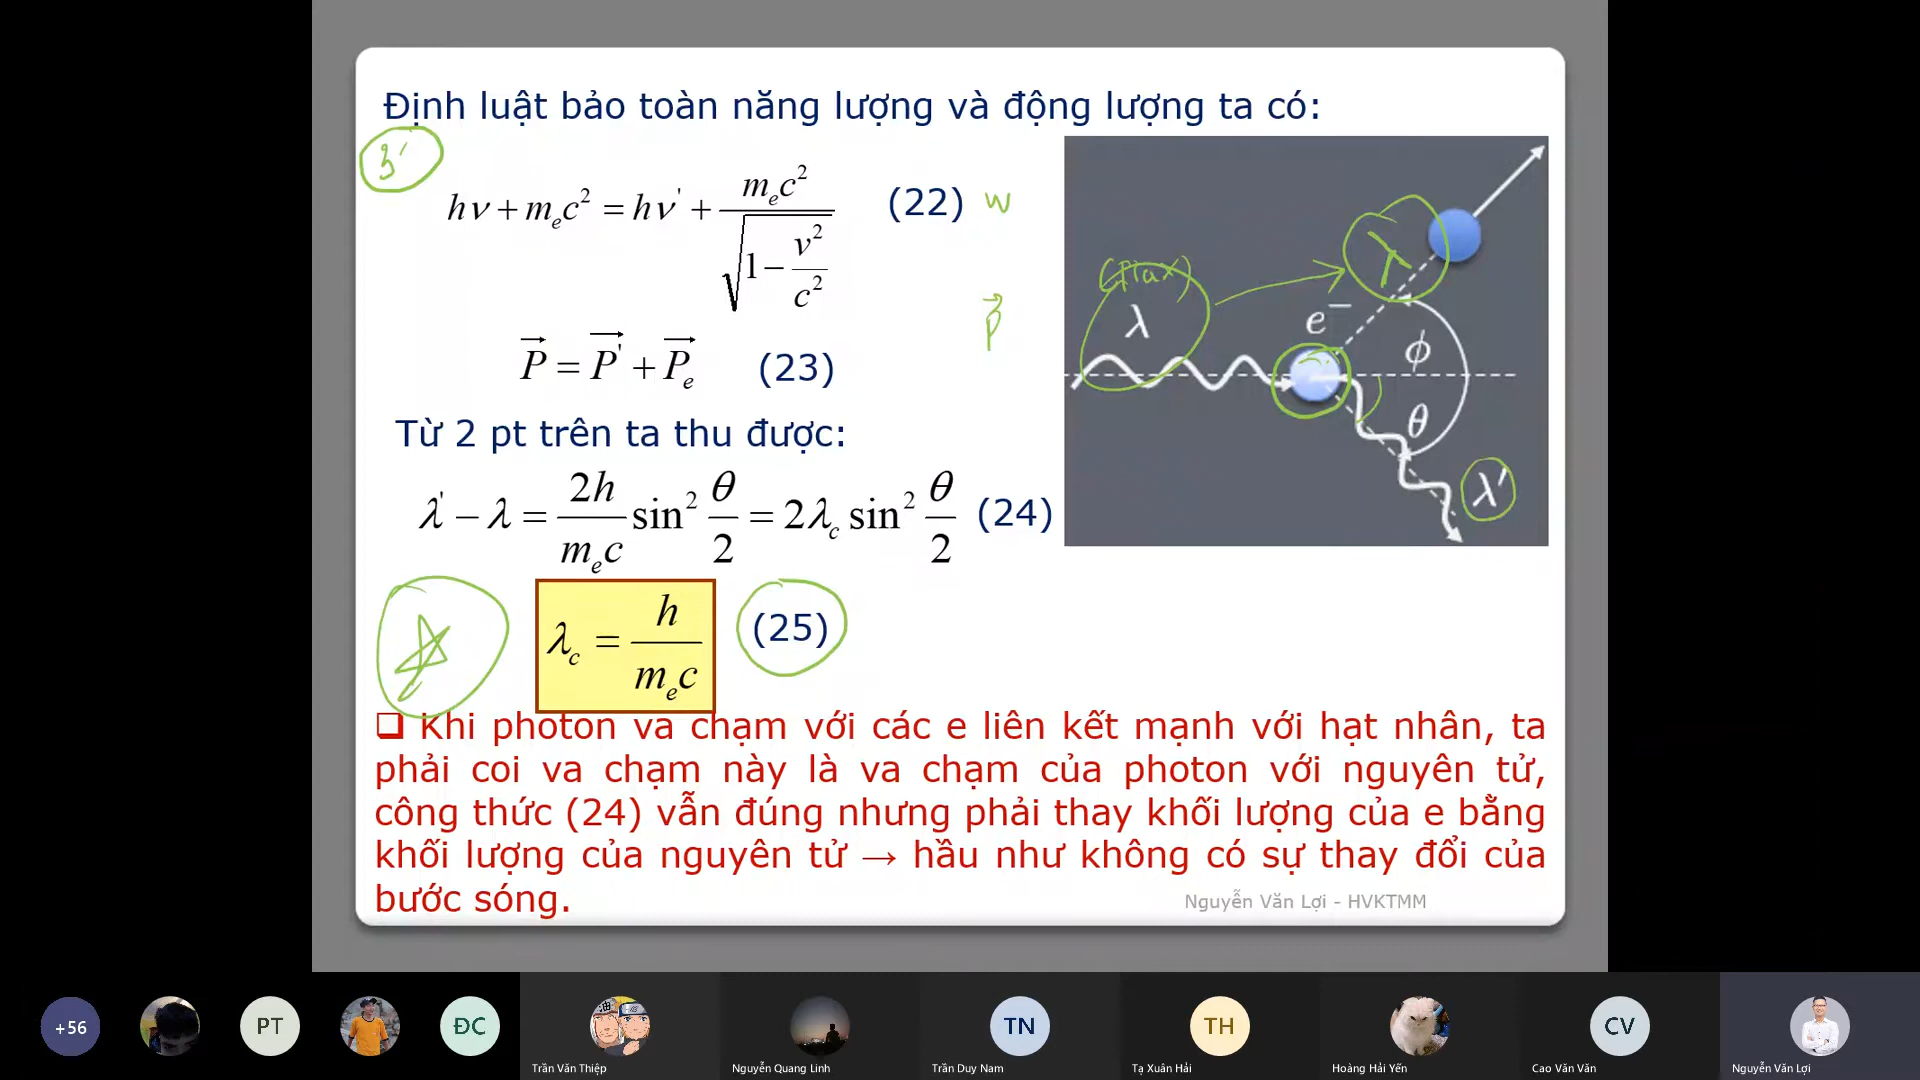 Định luật bảo toàn năng lượng và động lượng ta có:
3'
hν + mₑc² = hν' + mₑc² / √(1 − v²/c²) (22) w
P⃗ = P⃗' + P⃗ₑ (23) p⃗
Từ 2 pt trên ta thu được:
λ' − λ = 2h/(mₑc) sin² θ/2 = 2λ_c sin² θ/2 (24)
λ_c = h/(mₑc) (25)
λ
e⁻
ϕ
θ
λ'
❑ Khi photon va chạm với các e liên kết mạnh với hạt nhân, ta
phải coi va chạm này là va chạm của photon với nguyên tử,
công thức (24) vẫn đúng nhưng phải thay khối lượng của e bằng
khối lượng của nguyên tử → hầu như không có sự thay đổi của
bước sóng.
Nguyễn Văn Lợi - HVKTMM
+56
PT
ĐC
TN
TH
CV
Trần Văn Thiệp
Nguyễn Quang Linh
Trần Duy Nam
Tạ Xuân Hải
Hoàng Hải Yến
Cao Văn Văn
Nguyễn Văn Lợi